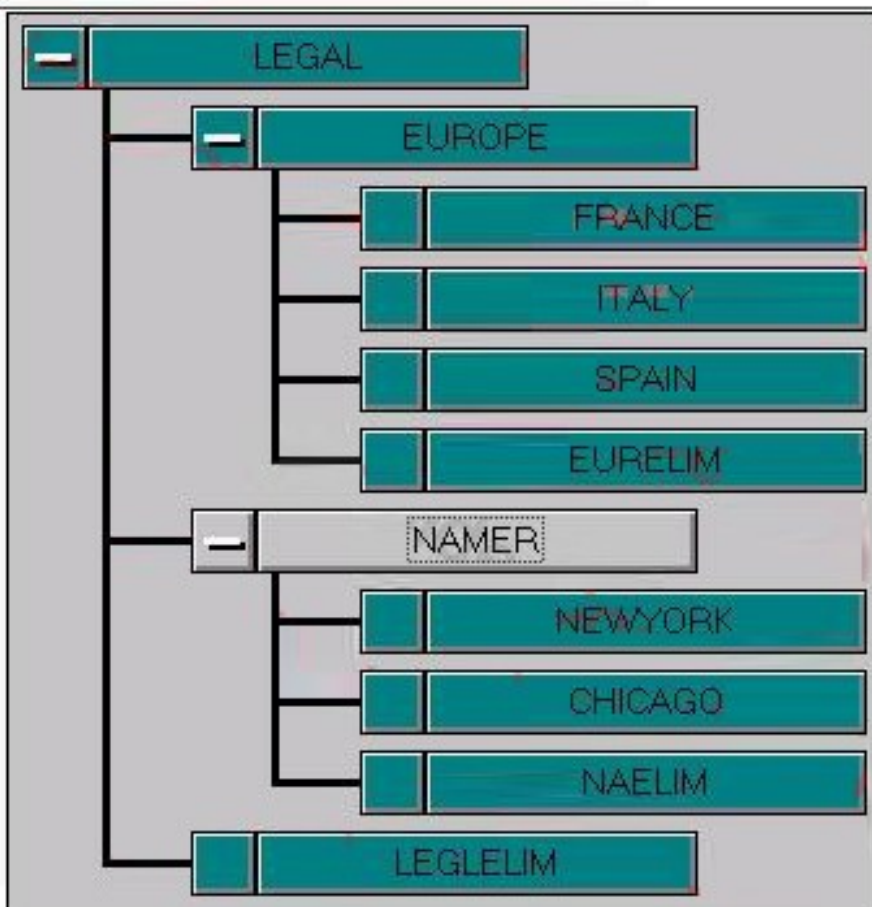 LEGAL
EUROPE
FRANCE
ITALY
SPAIN
EURELIM
NAMER
NEWYORK
CHICAGO
NAELIM
LEGLELIM